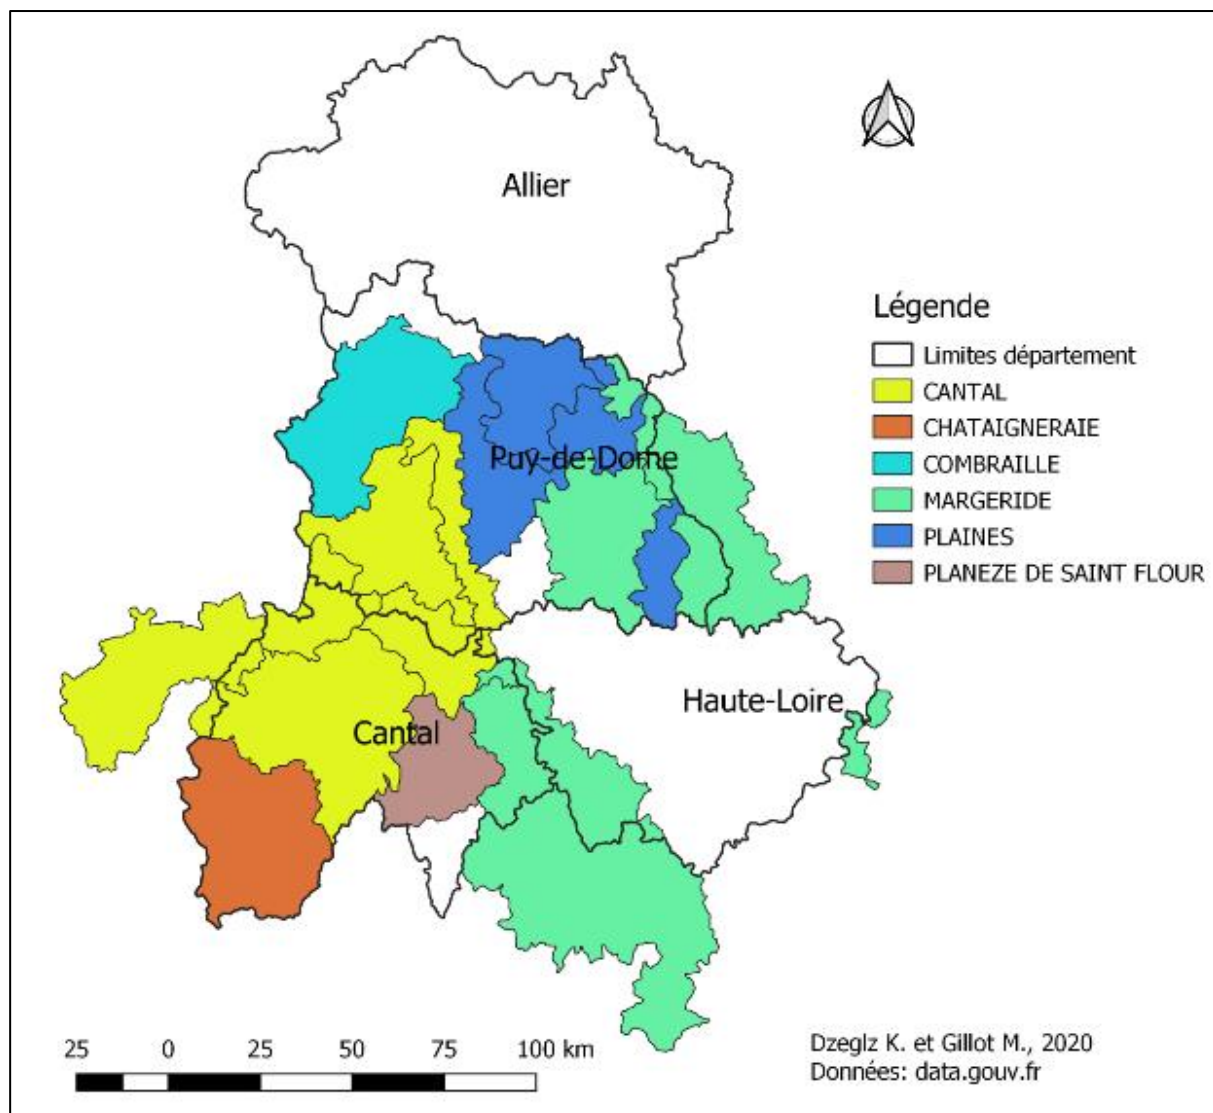 Allier
Légende
Limites département
CANTAL
CHATAIGNERAIE
COMBRAILLE
MARGERIDE
PLAINES
PLANEZE DE SAINT FLOUR
Puy-de-Dome
Haute-Loire
Cantal
25 0 25 50 75 100 km
Dzeglz K. et Gillot M., 2020
Données: data.gouv.fr